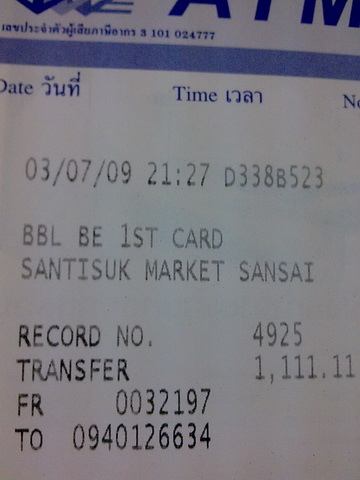 ATM
เลขประจำตัวผู้เสียภาษีอากร 3 101 024777
Date วันที่ Time เวลา
03/07/09 21:27 D338B523
BBL BE 1ST CARD
SANTISUK MARKET SANSAI
RECORD NO. 4925
TRANSFER 1,111.11
FR 0032197
TO 0940126634